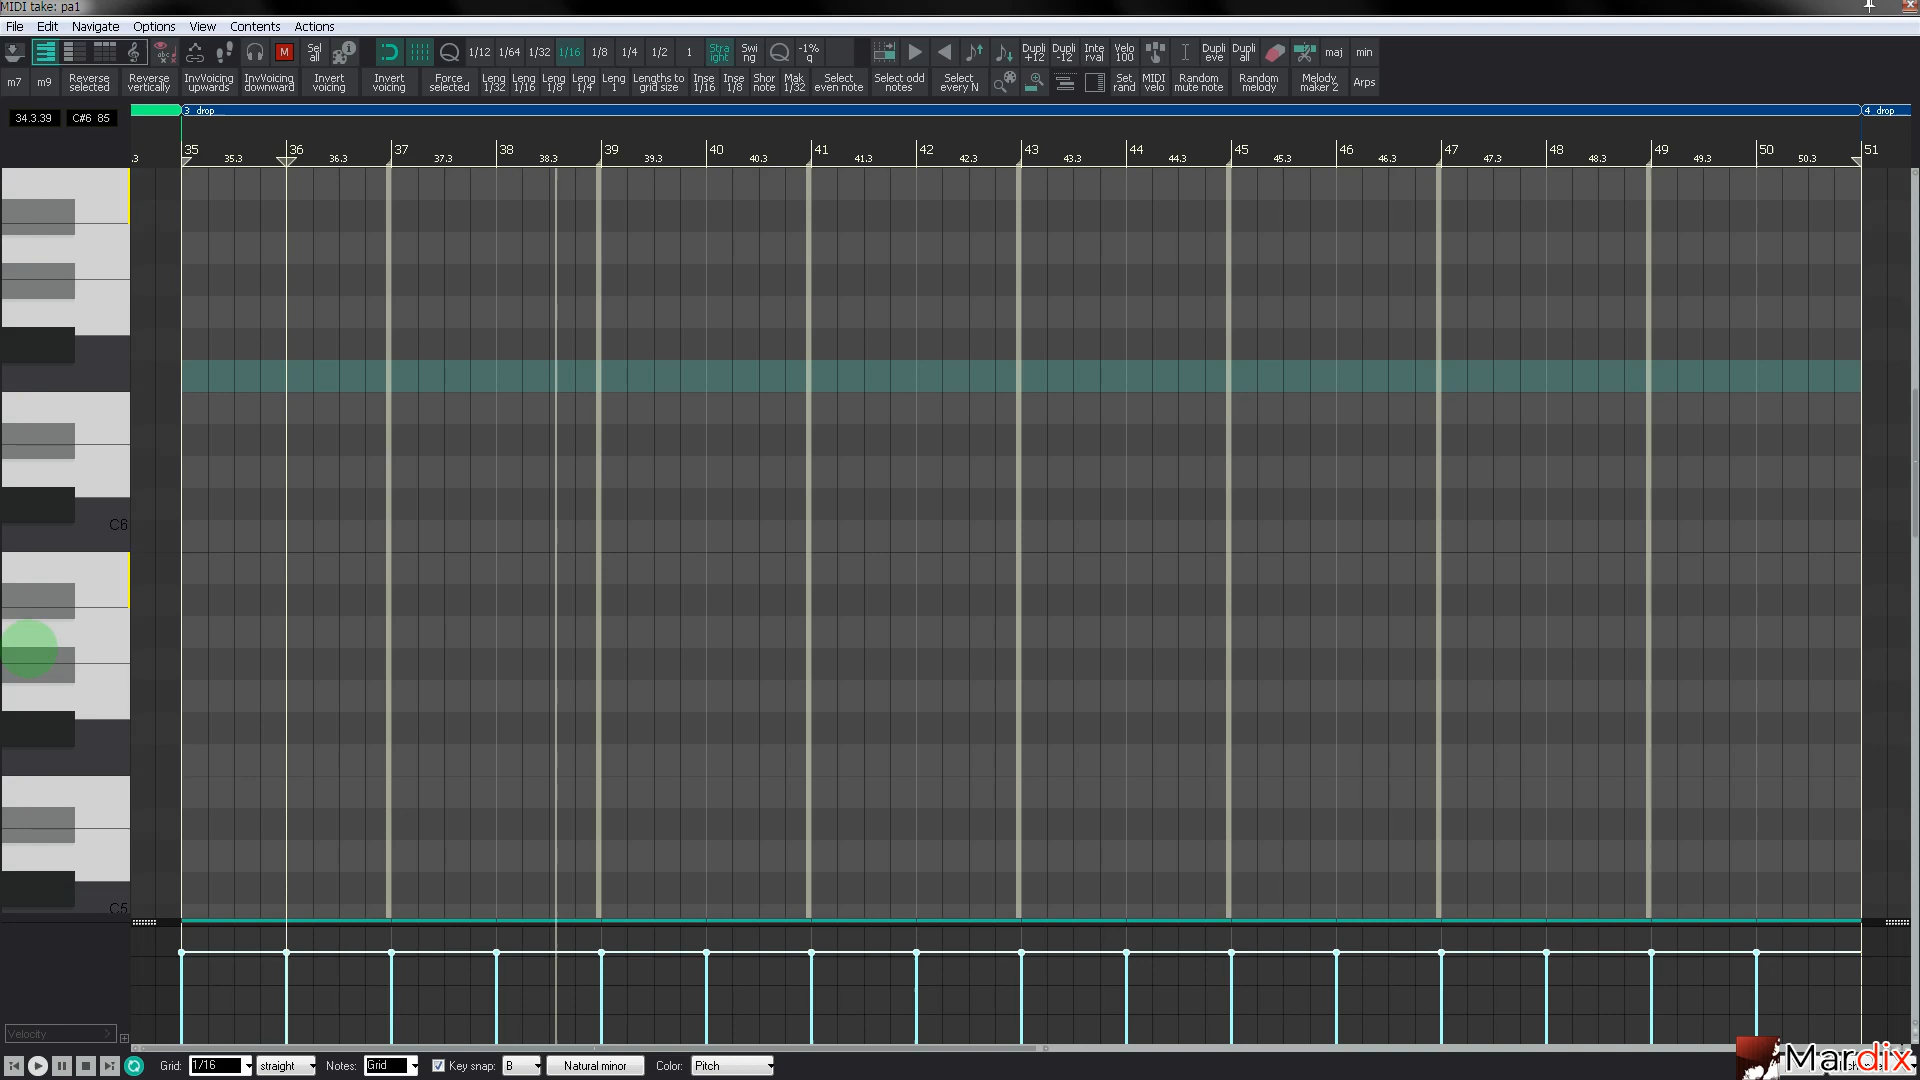 MIDI take: pa1
File Edit Navigate Options View Contents Actions
M Sel all 1/12 1/64 1/32 1/16 1/8 1/4 1/2 1 Stra ight Swi ng -1% q Dupli +12 Dupli -12 Inte rval Velo 100 Dupli eve Dupli all maj min
m7 m9 Reverse selected Reverse vertically InvVoicing upwards InvVoicing downward Invert voicing Invert voicing Force selected Leng 1/32 Leng 1/16 Leng 1/8 Leng 1/4 Leng 1 Lengths to grid size Inse 1/16 Inse 1/8 Shor note Mak 1/32 Select even note Select odd notes Select every N Set rand MIDI velo Random mute note Random melody Melody maker 2 Arps
34.3.39 C#6 85 3 drop 4 drop
35 36 37 38 39 40 41 42 43 44 45 46 47 48 49 50 51
.3 35.3 36.3 37.3 38.3 39.3 40.3 41.3 42.3 43.3 44.3 45.3 46.3 47.3 48.3 49.3 50.3
C6
C5
Velocity
Grid: 1/16 straight Notes: Grid Key snap: B Natural minor Color: Pitch
Mardix